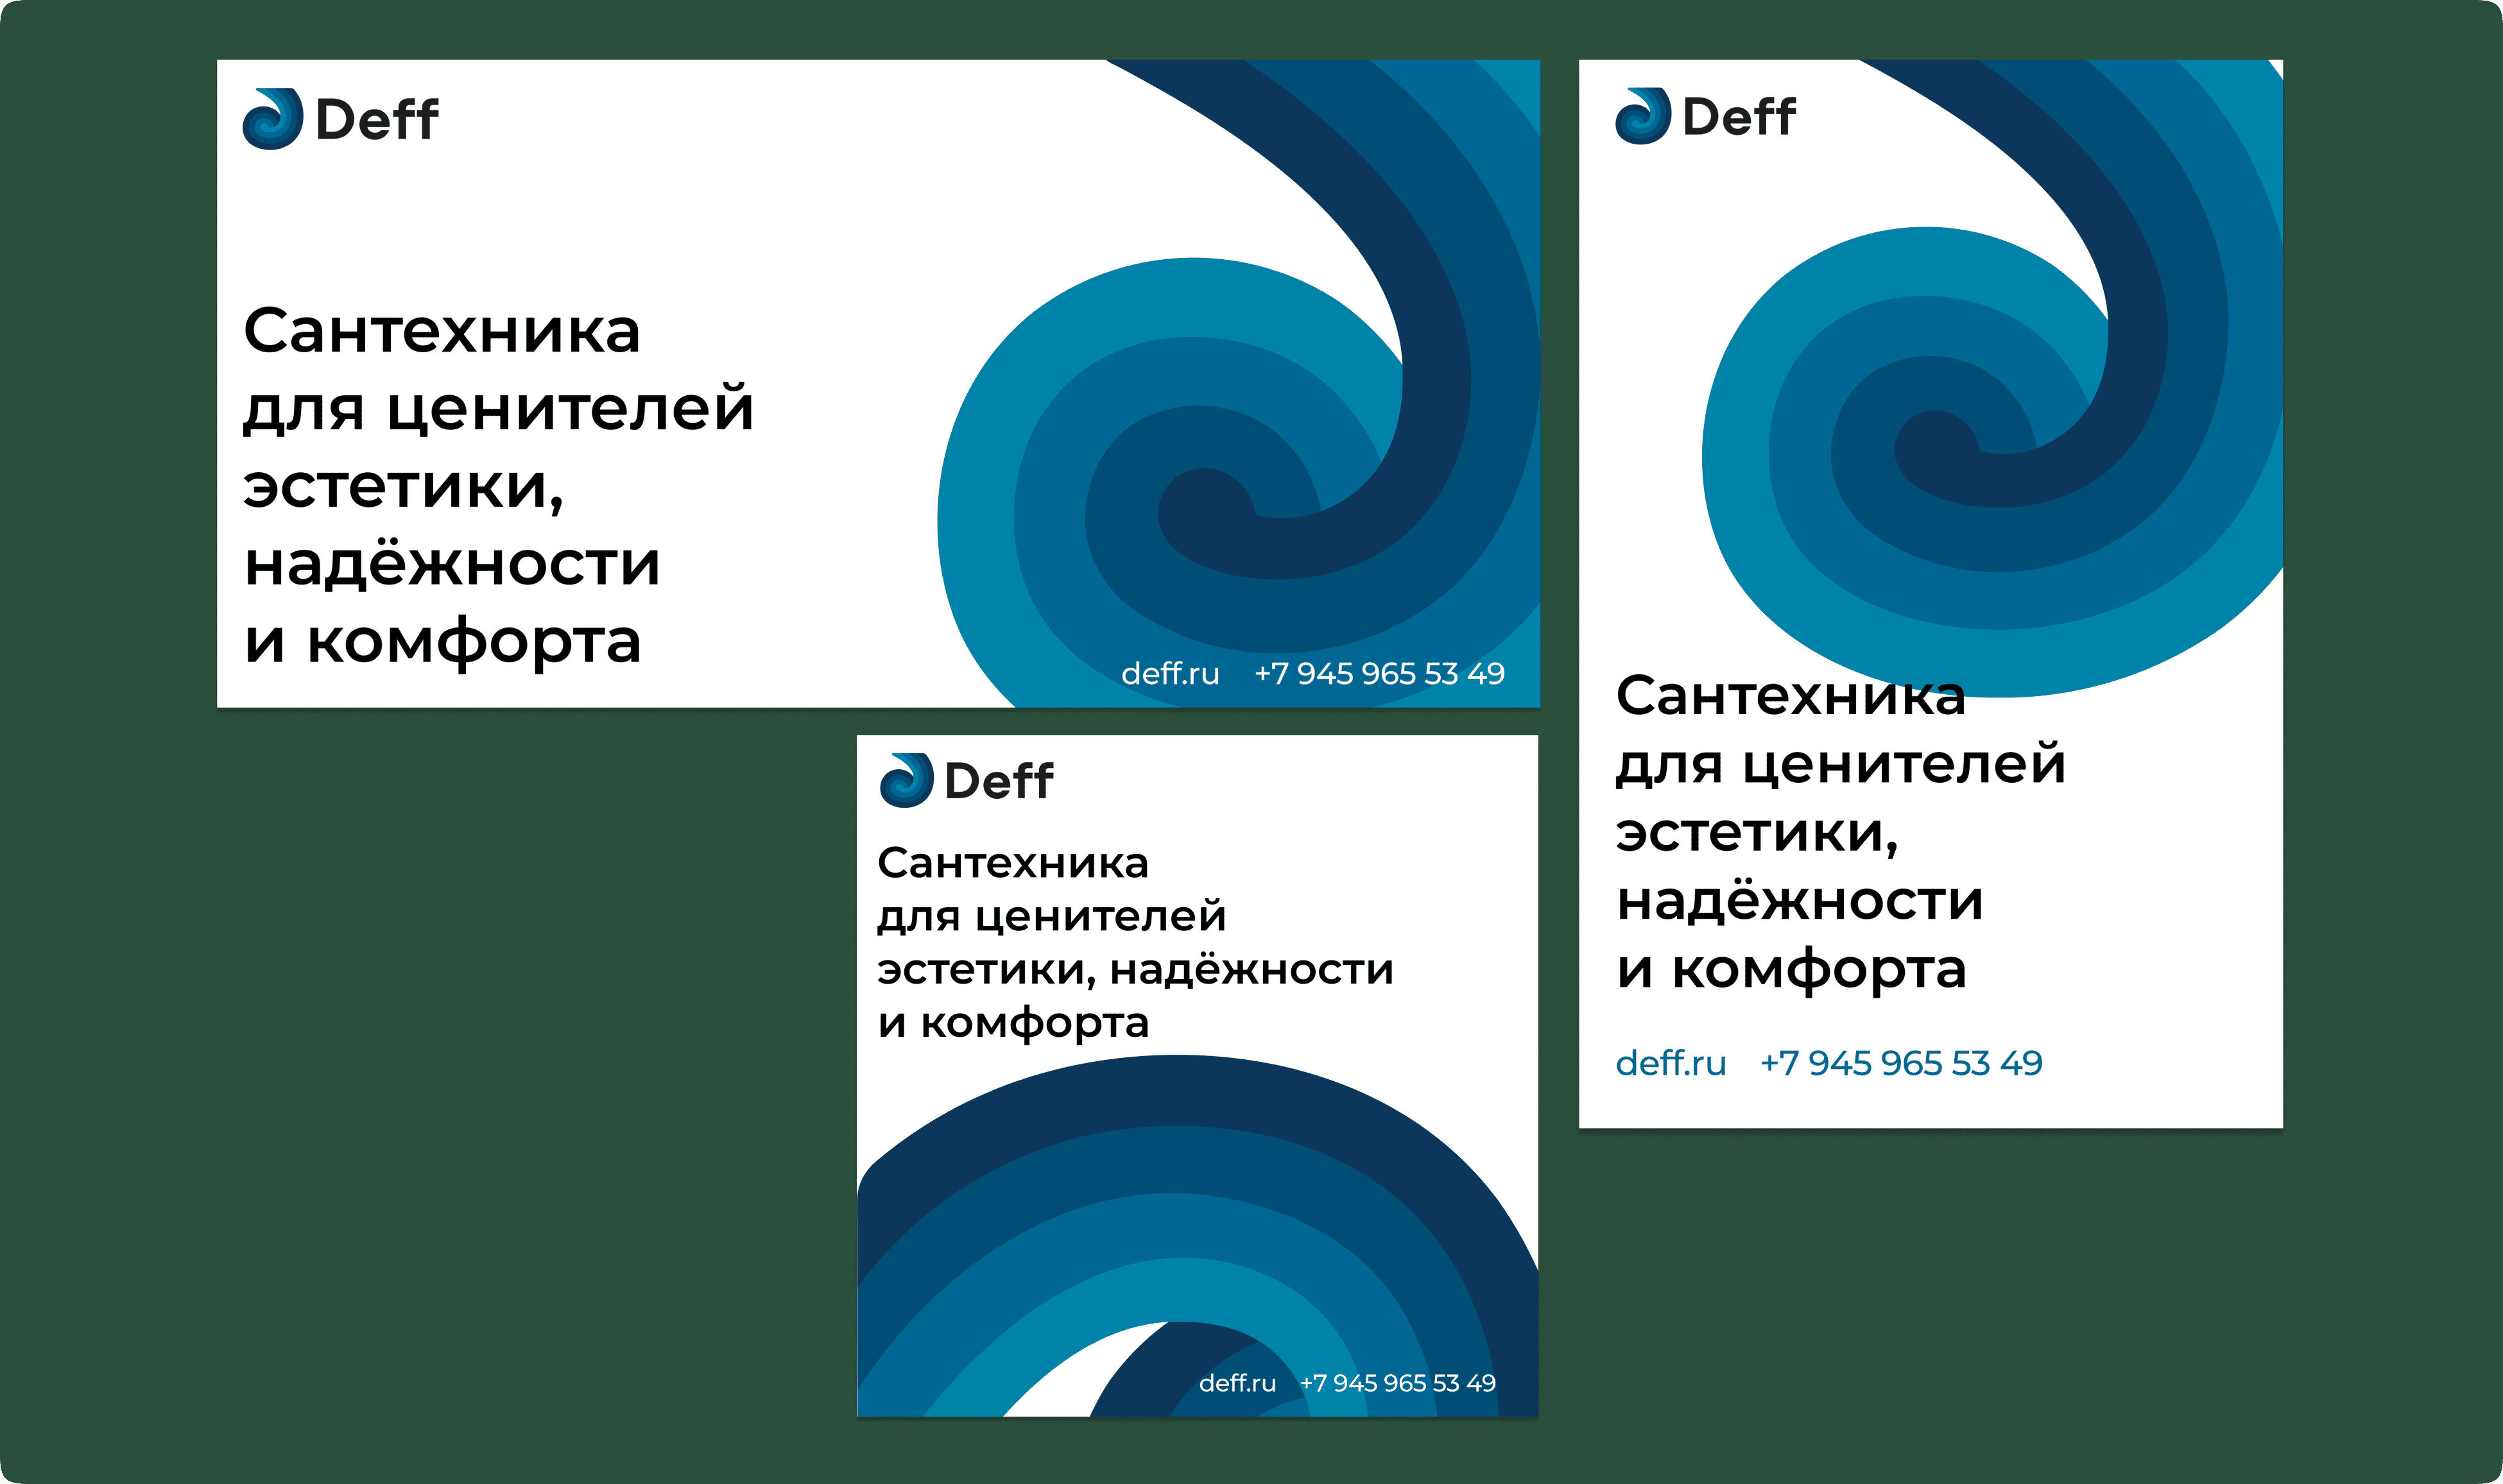 Deff
Сантехника
для ценителей
эстетики,
надёжности
и комфорта
deff.ru +7 945 965 53 49
Deff
Сантехника
для ценителей
эстетики,
надёжности
и комфорта
deff.ru +7 945 965 53 49
Deff
Сантехника
для ценителей
эстетики, надёжности
и комфорта
deff.ru +7 945 965 53 49